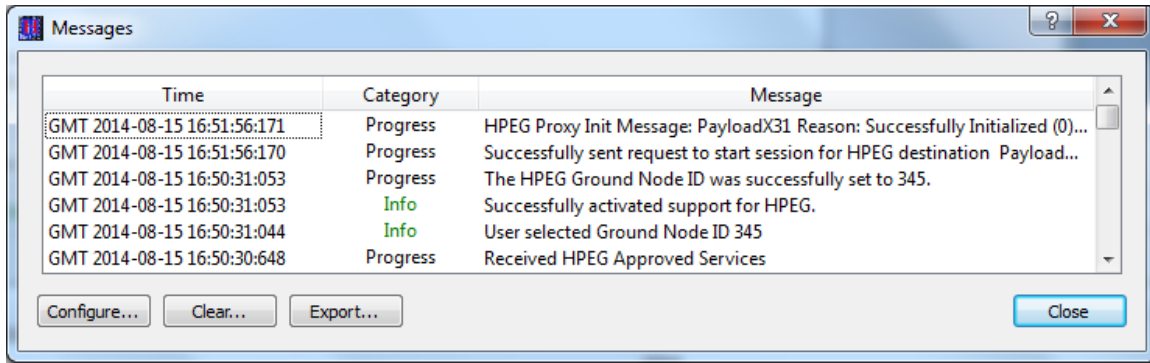 Messages
Time Category Message
GMT 2014-08-15 16:51:56:171 Progress HPEG Proxy Init Message: PayloadX31 Reason: Successfully Initialized (0)...
GMT 2014-08-15 16:51:56:170 Progress Successfully sent request to start session for HPEG destination Payload...
GMT 2014-08-15 16:50:31:053 Progress The HPEG Ground Node ID was successfully set to 345.
GMT 2014-08-15 16:50:31:053 Info Successfully activated support for HPEG.
GMT 2014-08-15 16:50:31:044 Info User selected Ground Node ID 345
GMT 2014-08-15 16:50:30:648 Progress Received HPEG Approved Services
Configure... Clear... Export... Close